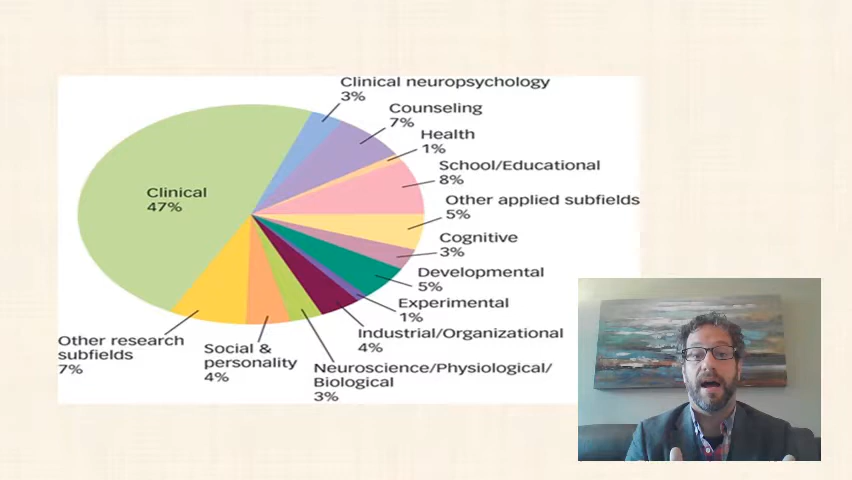 Clinical neuropsychology
3%
Counseling
7%
Health
1%
School/Educational
8%
Other applied subfields
5%
Cognitive
3%
Developmental
5%
Experimental
1%
Industrial/Organizational
4%
Neuroscience/Physiological/
Biological
3%
Social &
personality
4%
Other research
subfields
7%
Clinical
47%